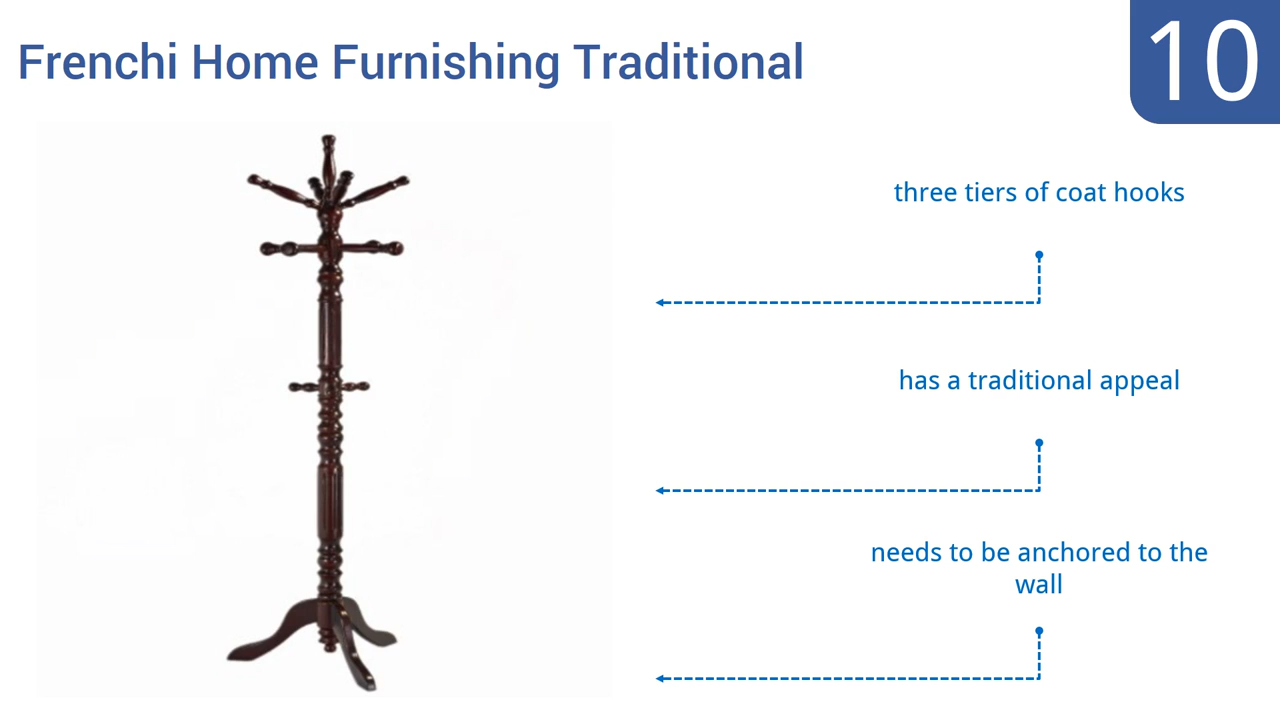 Frenchi Home Furnishing Traditional
10
three tiers of coat hooks
has a traditional appeal
needs to be anchored to the
wall